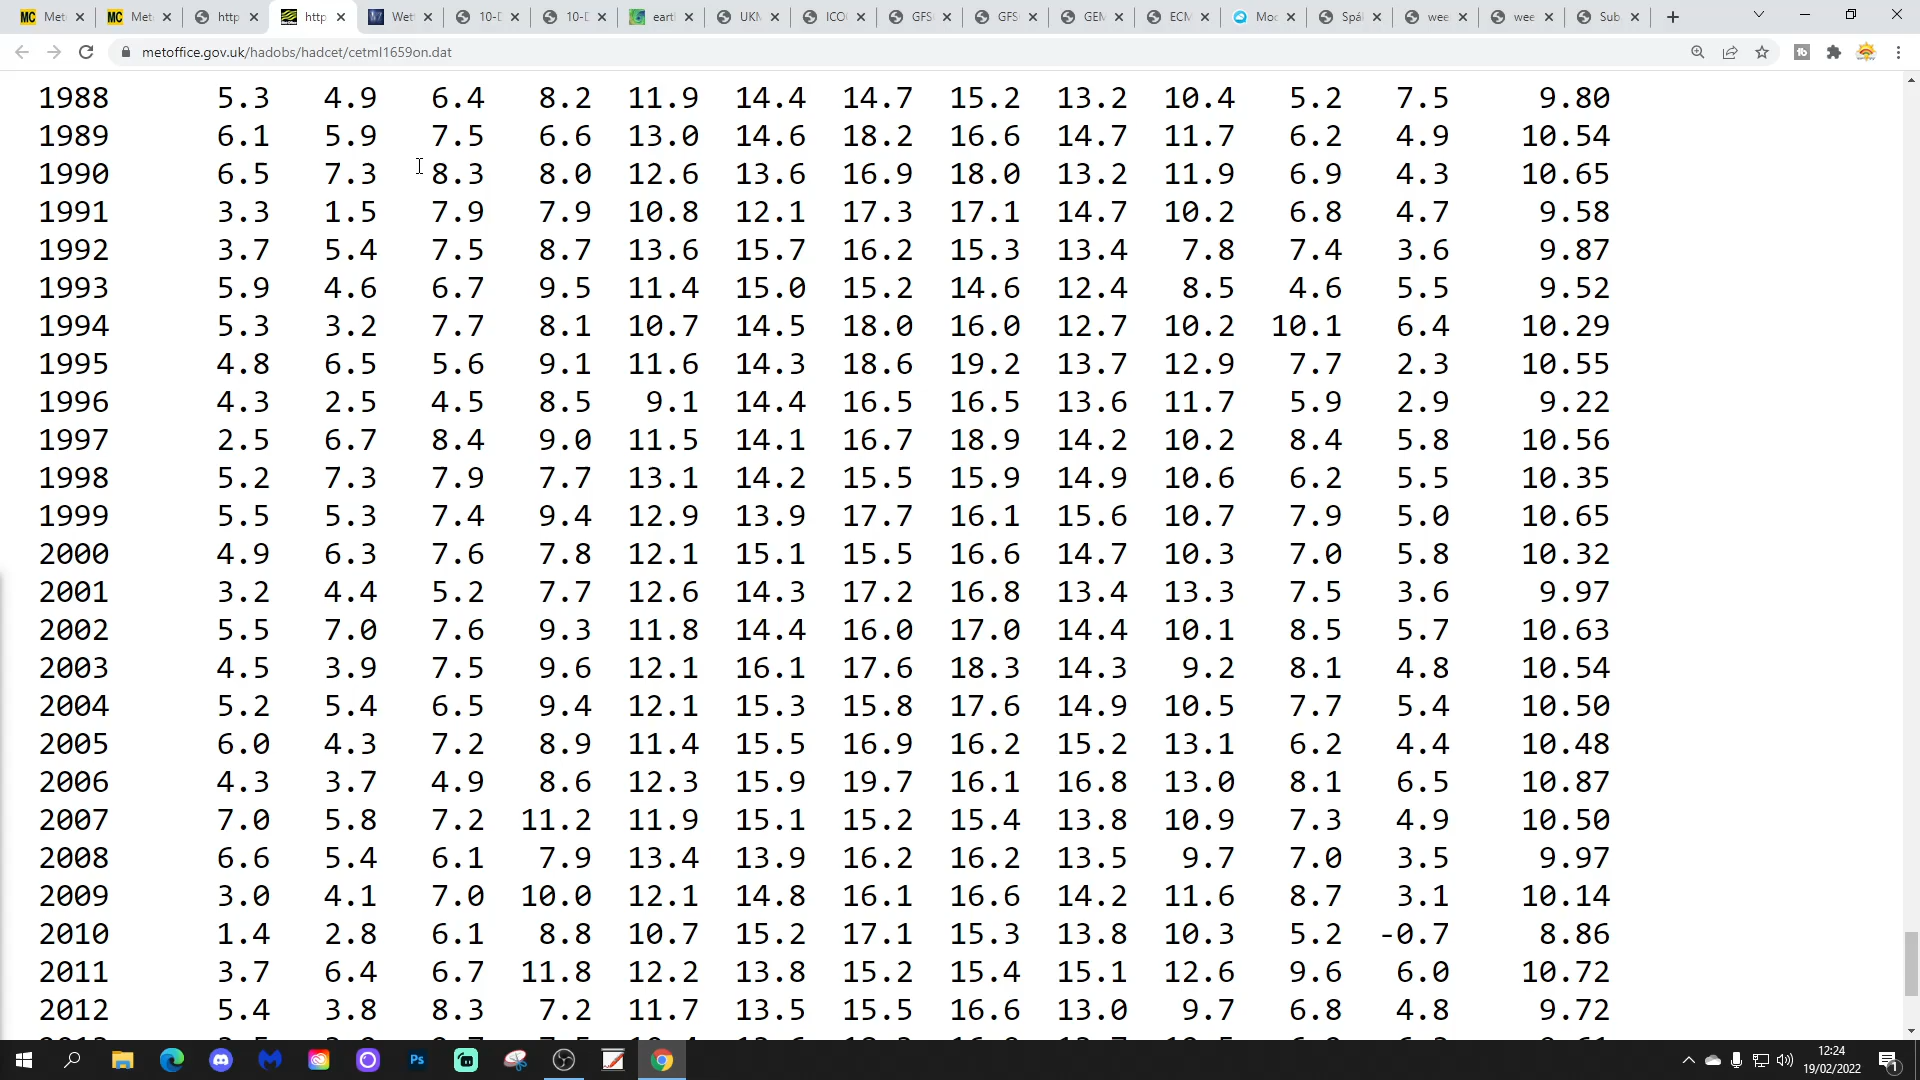 Met
Met
http
http
Wet
10-D
10-D
eart
UKM
ICO
GFS
GFS
GEM
ECM
Moc
Spá
wee
wee
Sub
metoffice.gov.uk/hadobs/hadcet/cetml1659on.dat
1988 5.3 4.9 6.4 8.2 11.9 14.4 14.7 15.2 13.2 10.4 5.2 7.5 9.80
1989 6.1 5.9 7.5 6.6 13.0 14.6 18.2 16.6 14.7 11.7 6.2 4.9 10.54
1990 6.5 7.3 8.3 8.0 12.6 13.6 16.9 18.0 13.2 11.9 6.9 4.3 10.65
1991 3.3 1.5 7.9 7.9 10.8 12.1 17.3 17.1 14.7 10.2 6.8 4.7 9.58
1992 3.7 5.4 7.5 8.7 13.6 15.7 16.2 15.3 13.4 7.8 7.4 3.6 9.87
1993 5.9 4.6 6.7 9.5 11.4 15.0 15.2 14.6 12.4 8.5 4.6 5.5 9.52
1994 5.3 3.2 7.7 8.1 10.7 14.5 18.0 16.0 12.7 10.2 10.1 6.4 10.29
1995 4.8 6.5 5.6 9.1 11.6 14.3 18.6 19.2 13.7 12.9 7.7 2.3 10.55
1996 4.3 2.5 4.5 8.5 9.1 14.4 16.5 16.5 13.6 11.7 5.9 2.9 9.22
1997 2.5 6.7 8.4 9.0 11.5 14.1 16.7 18.9 14.2 10.2 8.4 5.8 10.56
1998 5.2 7.3 7.9 7.7 13.1 14.2 15.5 15.9 14.9 10.6 6.2 5.5 10.35
1999 5.5 5.3 7.4 9.4 12.9 13.9 17.7 16.1 15.6 10.7 7.9 5.0 10.65
2000 4.9 6.3 7.6 7.8 12.1 15.1 15.5 16.6 14.7 10.3 7.0 5.8 10.32
2001 3.2 4.4 5.2 7.7 12.6 14.3 17.2 16.8 13.4 13.3 7.5 3.6 9.97
2002 5.5 7.0 7.6 9.3 11.8 14.4 16.0 17.0 14.4 10.1 8.5 5.7 10.63
2003 4.5 3.9 7.5 9.6 12.1 16.1 17.6 18.3 14.3 9.2 8.1 4.8 10.54
2004 5.2 5.4 6.5 9.4 12.1 15.3 15.8 17.6 14.9 10.5 7.7 5.4 10.50
2005 6.0 4.3 7.2 8.9 11.4 15.5 16.9 16.2 15.2 13.1 6.2 4.4 10.48
2006 4.3 3.7 4.9 8.6 12.3 15.9 19.7 16.1 16.8 13.0 8.1 6.5 10.87
2007 7.0 5.8 7.2 11.2 11.9 15.1 15.2 15.4 13.8 10.9 7.3 4.9 10.50
2008 6.6 5.4 6.1 7.9 13.4 13.9 16.2 16.2 13.5 9.7 7.0 3.5 9.97
2009 3.0 4.1 7.0 10.0 12.1 14.8 16.1 16.6 14.2 11.6 8.7 3.1 10.14
2010 1.4 2.8 6.1 8.8 10.7 15.2 17.1 15.3 13.8 10.3 5.2 -0.7 8.86
2011 3.7 6.4 6.7 11.8 12.2 13.8 15.2 15.4 15.1 12.6 9.6 6.0 10.72
2012 5.4 3.8 8.3 7.2 11.7 13.5 15.5 16.6 13.0 9.7 6.8 4.8 9.72
12:24
19/02/2022